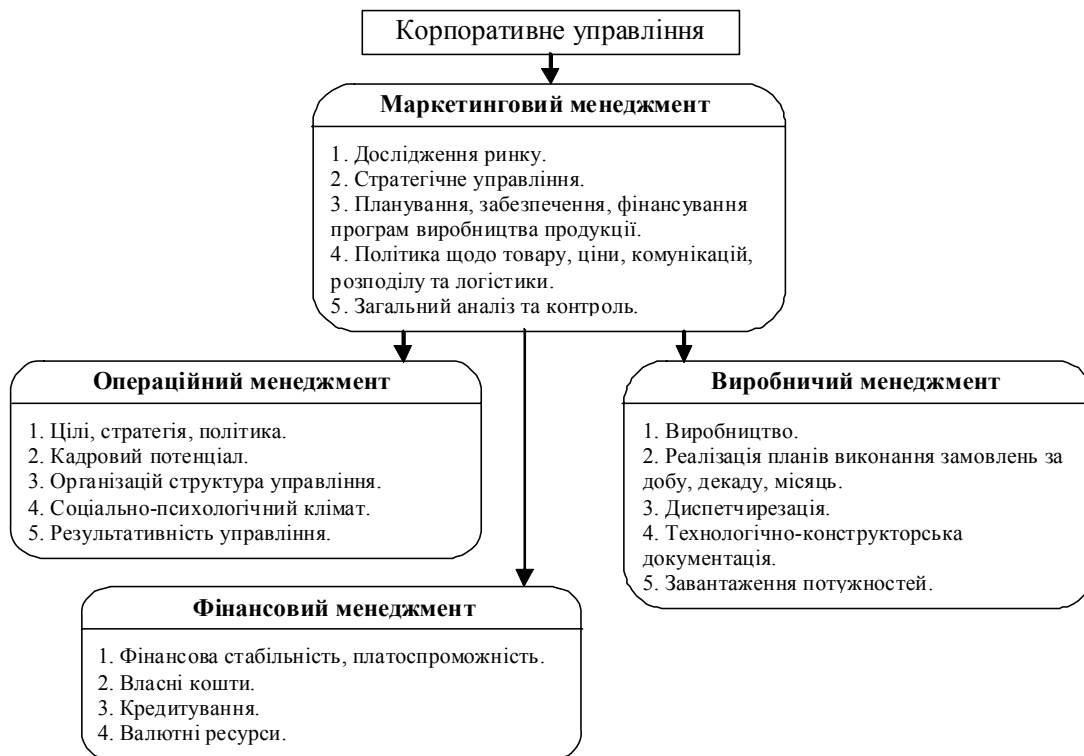 Корпоративне управління
Маркетинговий менеджмент
1. Дослідження ринку.
2. Стратегічне управління.
3. Планування, забезпечення, фінансування
програм виробництва продукції.
4. Політика щодо товару, ціни, комунікацій,
розподілу та логістики.
5. Загальний аналіз та контроль.
Операційний менеджмент
1. Цілі, стратегія, політика.
2. Кадровий потенціал.
3. Організацій структура управління.
4. Соціально-психологічний клімат.
5. Результативність управління.
Виробничий менеджмент
1. Виробництво.
2. Реалізація планів виконання замовлень за
добу, декаду, місяць.
3. Диспетчирезація.
4. Технологічно-конструкторська
документація.
5. Завантаження потужностей.
Фінансовий менеджмент
1. Фінансова стабільність, платоспроможність.
2. Власні кошти.
3. Кредитування.
4. Валютні ресурси.